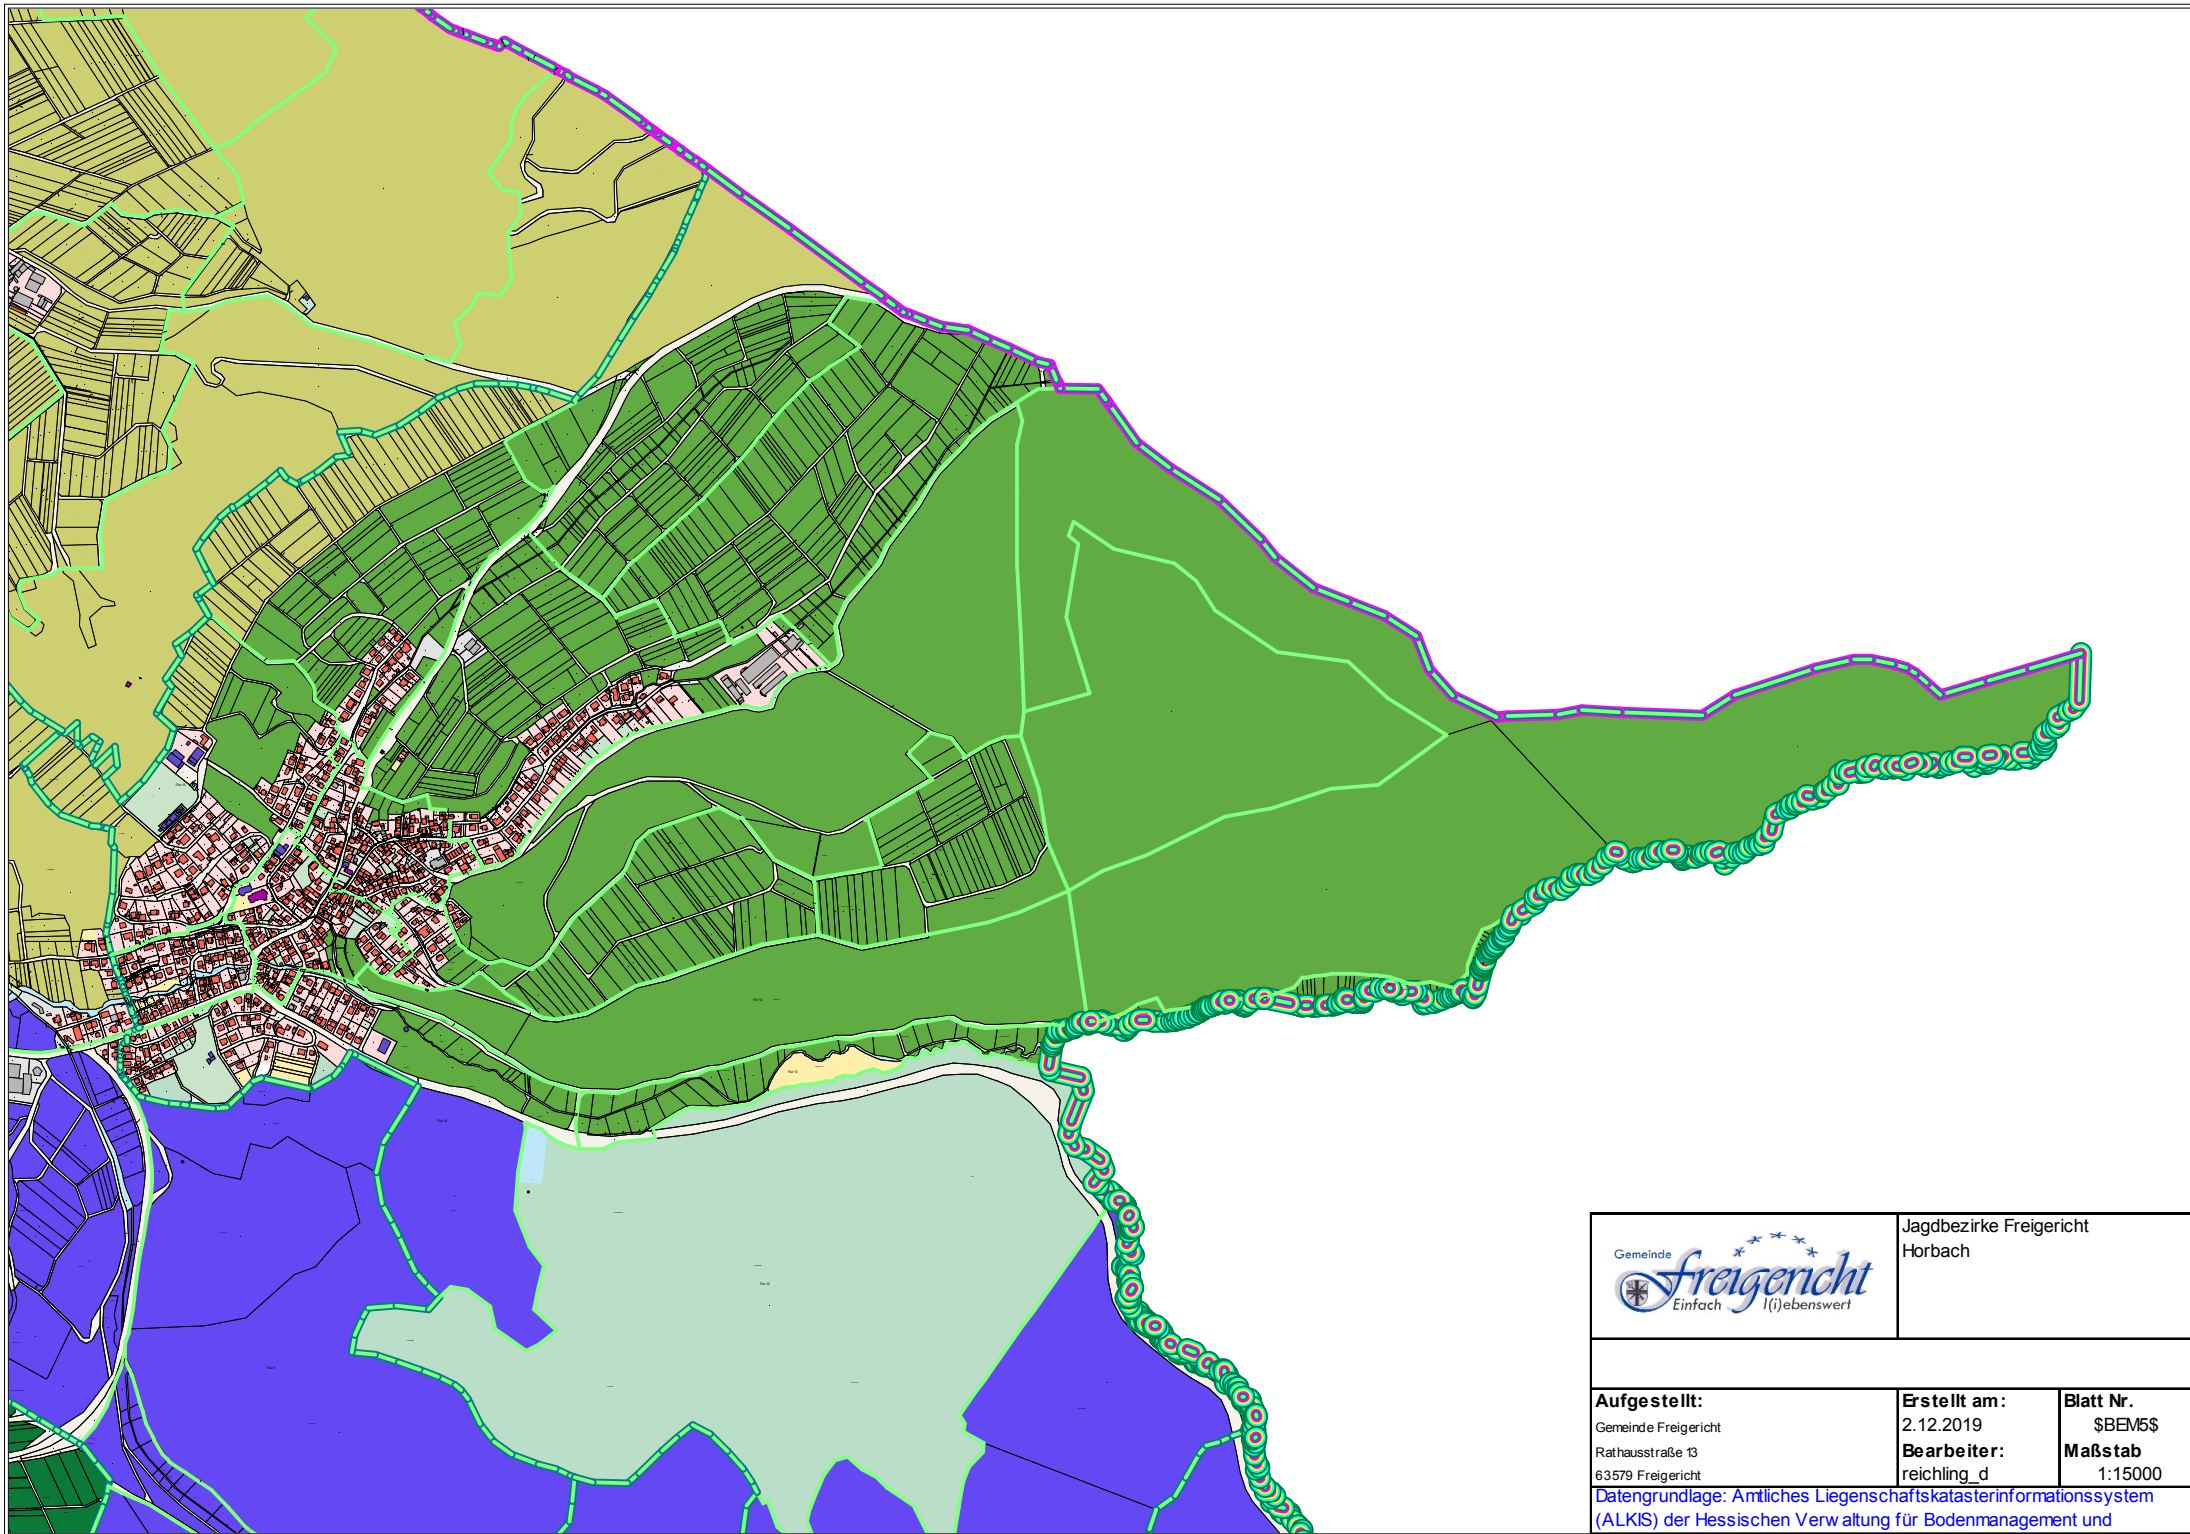 Gemeinde
Freigericht
Einfach l(i)ebenswert
Jagdbezirke Freigericht
Horbach
Aufgestellt:
Gemeinde Freigericht
Rathausstraße 13
63579 Freigericht
Erstellt am:
2.12.2019
Bearbeiter:
reichling_d
Blatt Nr.
$BEM5$
Maßstab
1:15000
Datengrundlage: Amtliches Liegenschaftskatasterinformationssystem
(ALKIS) der Hessischen Verwaltung für Bodenmanagement und